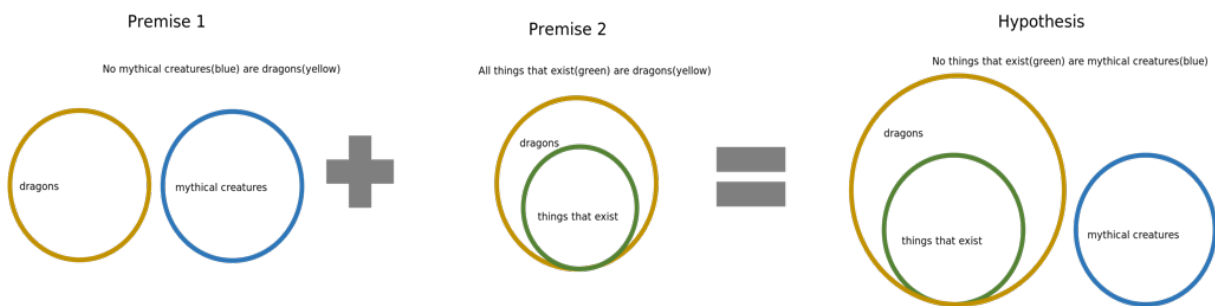 Premise 1
No mythical creatures(blue) are dragons(yellow)
dragons
mythical creatures
Premise 2
All things that exist(green) are dragons(yellow)
dragons
things that exist
Hypothesis
No things that exist(green) are mythical creatures(blue)
dragons
things that exist
mythical creatures